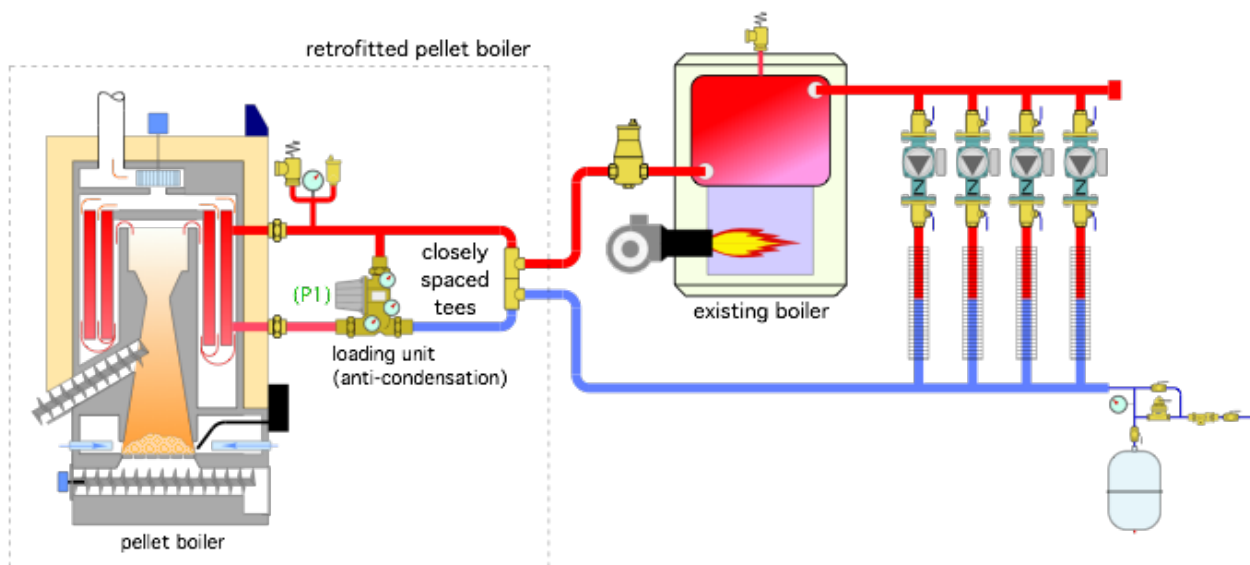 retrofitted pellet boiler
closely
spaced
tees
(P1)
loading unit
(anti-condensation)
existing boiler
pellet boiler
Z
Z
Z
Z